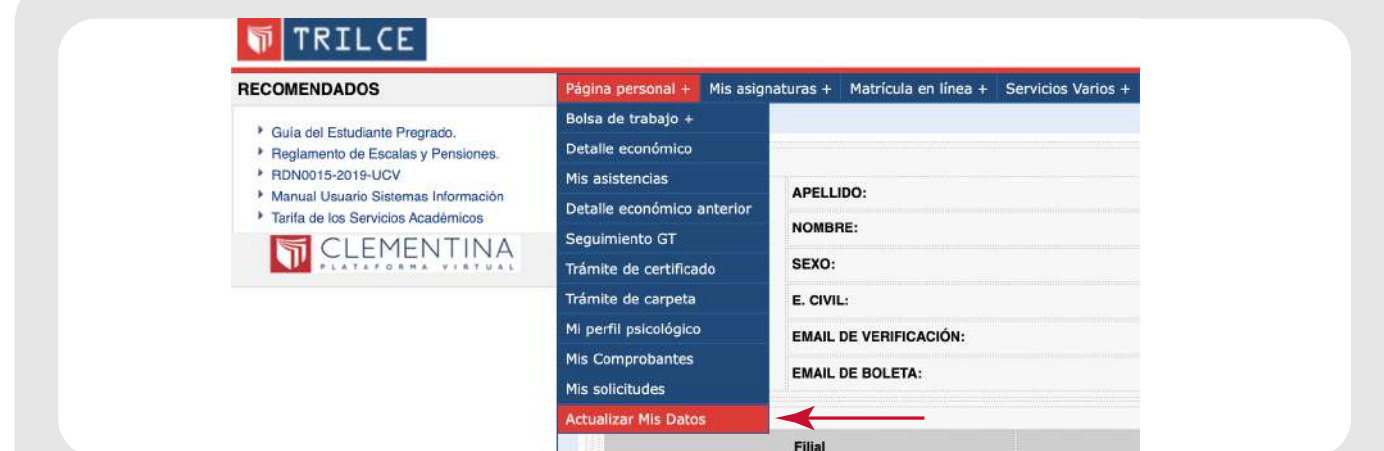 TRILCE
RECOMENDADOS
Guía del Estudiante Pregrado.
Reglamento de Escalas y Pensiones.
RDN0015-2019-UCV
Manual Usuario Sistemas Información
Tarifa de los Servicios Académicos
CLEMENTINA
PLATAFORMA VIRTUAL
Página personal + Mis asignaturas + Matrícula en línea + Servicios Varios +
Bolsa de trabajo +
Detalle económico
Mis asistencias
Detalle económico anterior
Seguimiento GT
Trámite de certificado
Trámite de carpeta
Mi perfil psicológico
Mis Comprobantes
Mis solicitudes
Actualizar Mis Datos
APELLIDO:
NOMBRE:
SEXO:
E. CIVIL:
EMAIL DE VERIFICACIÓN:
EMAIL DE BOLETA:
Filial